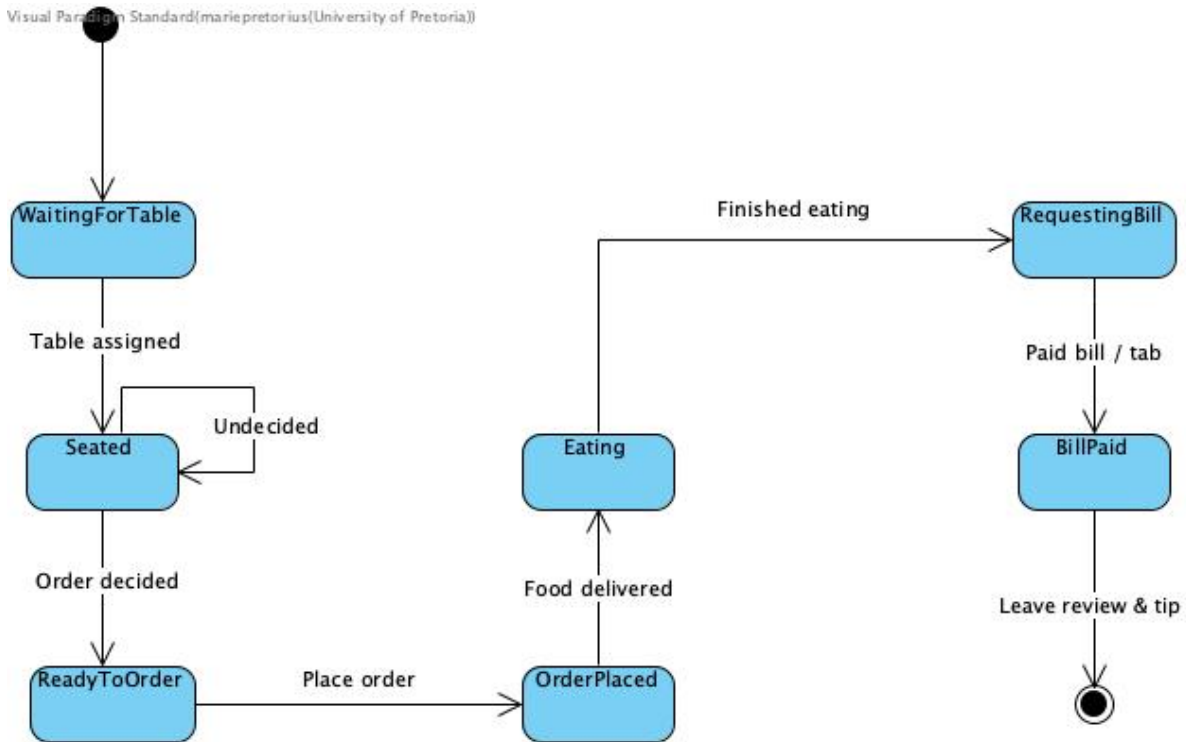 Visual Paradigm Standard(mariepretorius(University of Pretoria))
WaitingForTable
Table assigned
Seated
Undecided
Order decided
ReadyToOrder
Place order
OrderPlaced
Food delivered
Eating
Finished eating
RequestingBill
Paid bill / tab
BillPaid
Leave review & tip